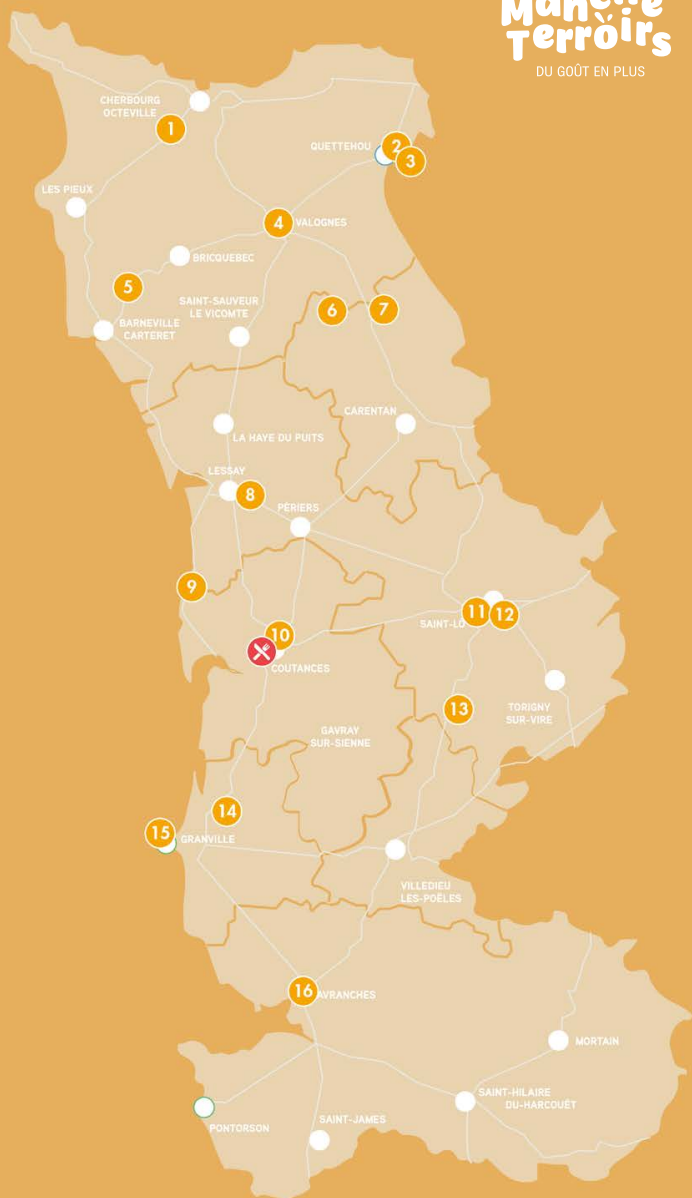 Manche
Terroirs
DU GOÛT EN PLUS
CHERBOURG
OCTEVILLE
1
QUETTEHOU
2
3
LES PIEUX
4
VALOGNES
BRICQUEBEC
5
SAINT-SAUVEUR
LE VICOMTE
6
7
BARNEVILLE
CARTERET
CARENTAN
LA HAYE DU PUITS
LESSAY
8
PÉRIERS
9
10
COUTANCES
11
12
SAINT-LO
13
TORIGNY
SUR-VIRE
GAVRAY
SUR-SIENNE
14
15
GRANVILLE
VILLEDIEU
LES-POËLES
16
AVRANCHES
MORTAIN
SAINT-HILAIRE
DU-HARCOUËT
PONTORSON
SAINT-JAMES